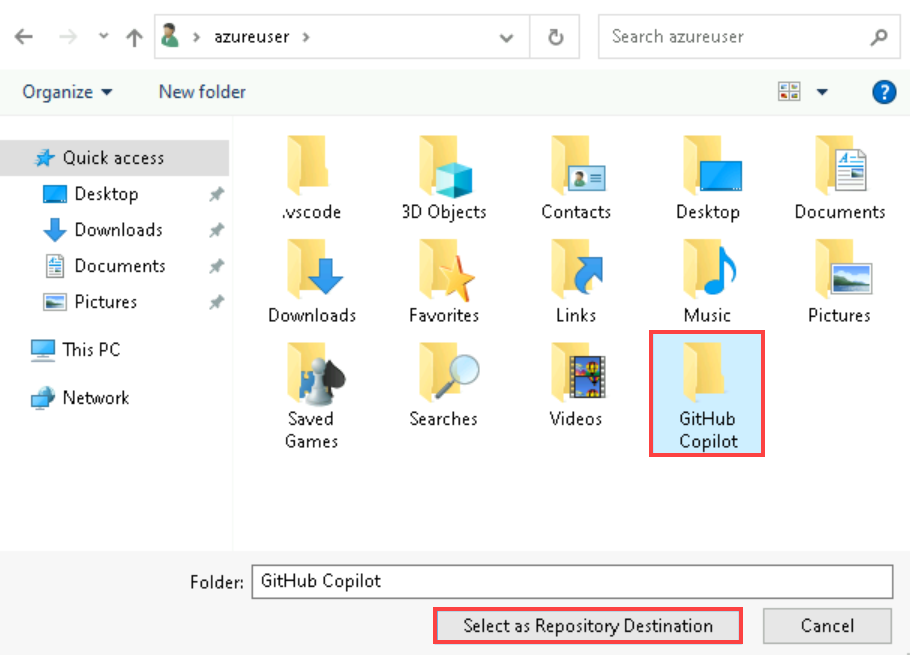 azureuser
Search azureuser
Organize
New folder
?
Quick access
Desktop
Downloads
Documents
Pictures
This PC
Network
.vscode
3D Objects
Contacts
Desktop
Documents
Downloads
Favorites
Links
Music
Pictures
Saved
Games
Searches
Videos
GitHub
Copilot
Folder: GitHub Copilot
Select as Repository Destination
Cancel